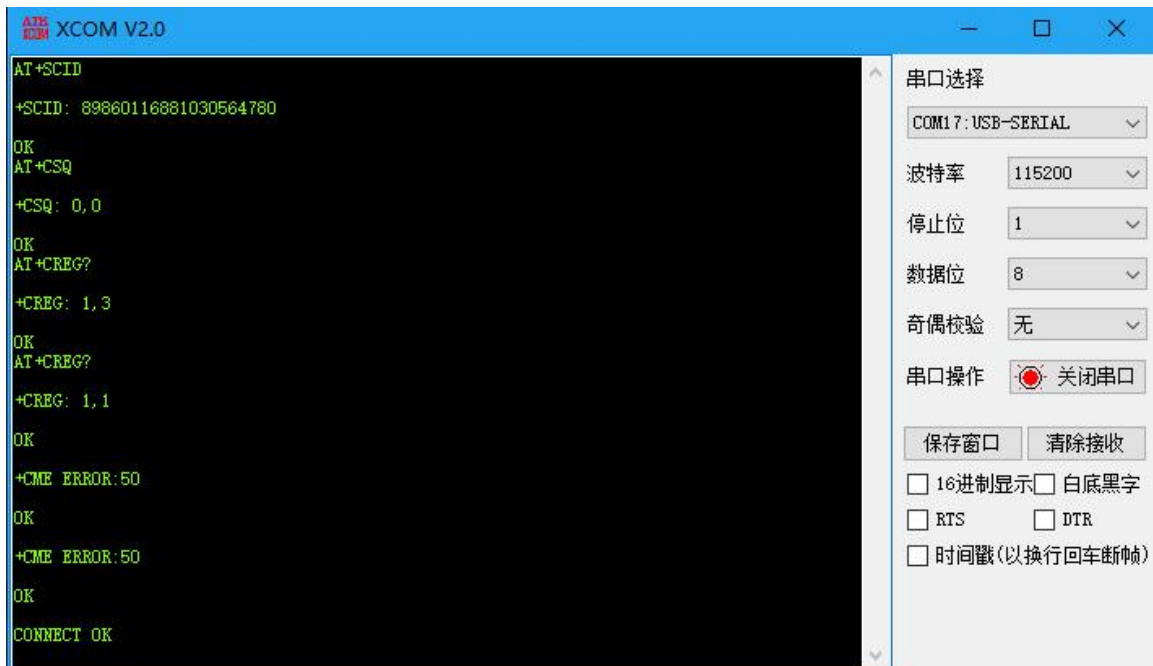 ATK XCOM XCOM V2.0
AT+SCID
+SCID: 89860116881030564780
OK
AT+CSQ
+CSQ: 0,0
OK
AT+CREG?
+CREG: 1,3
OK
AT+CREG?
+CREG: 1,1
OK
+CME ERROR:50
OK
+CME ERROR:50
OK
CONNECT OK
串口选择
COM17:USB-SERIAL
波特率 115200
停止位 1
数据位 8
奇偶校验 无
串口操作 关闭串口
保存窗口 清除接收
16进制显示 白底黑字
RTS DTR
时间戳(以换行回车断帧)